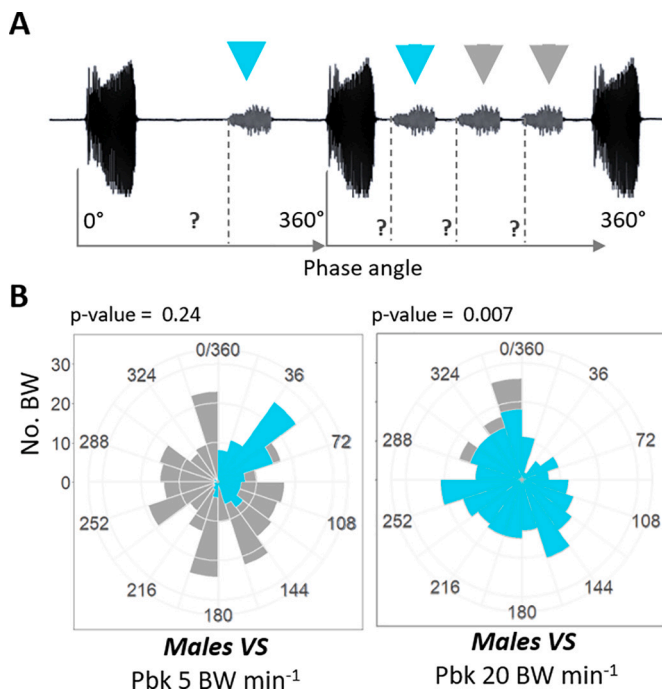 A
0° ? 360° ? ? ? 360°
Phase angle
B
p-value = 0.24
p-value = 0.007
No. BW
30
20
10
0
0/360
36
72
108
144
180
216
252
288
324
0/360
36
72
108
144
180
216
252
288
324
Males VS
Pbk 5 BW min⁻¹
Males VS
Pbk 20 BW min⁻¹